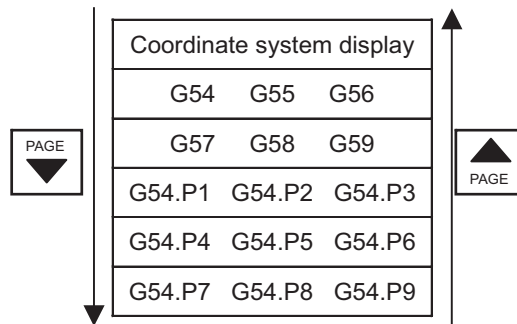 Coordinate system display
G54 G55 G56
PAGE
G57 G58 G59
PAGE
G54.P1 G54.P2 G54.P3
G54.P4 G54.P5 G54.P6
G54.P7 G54.P8 G54.P9